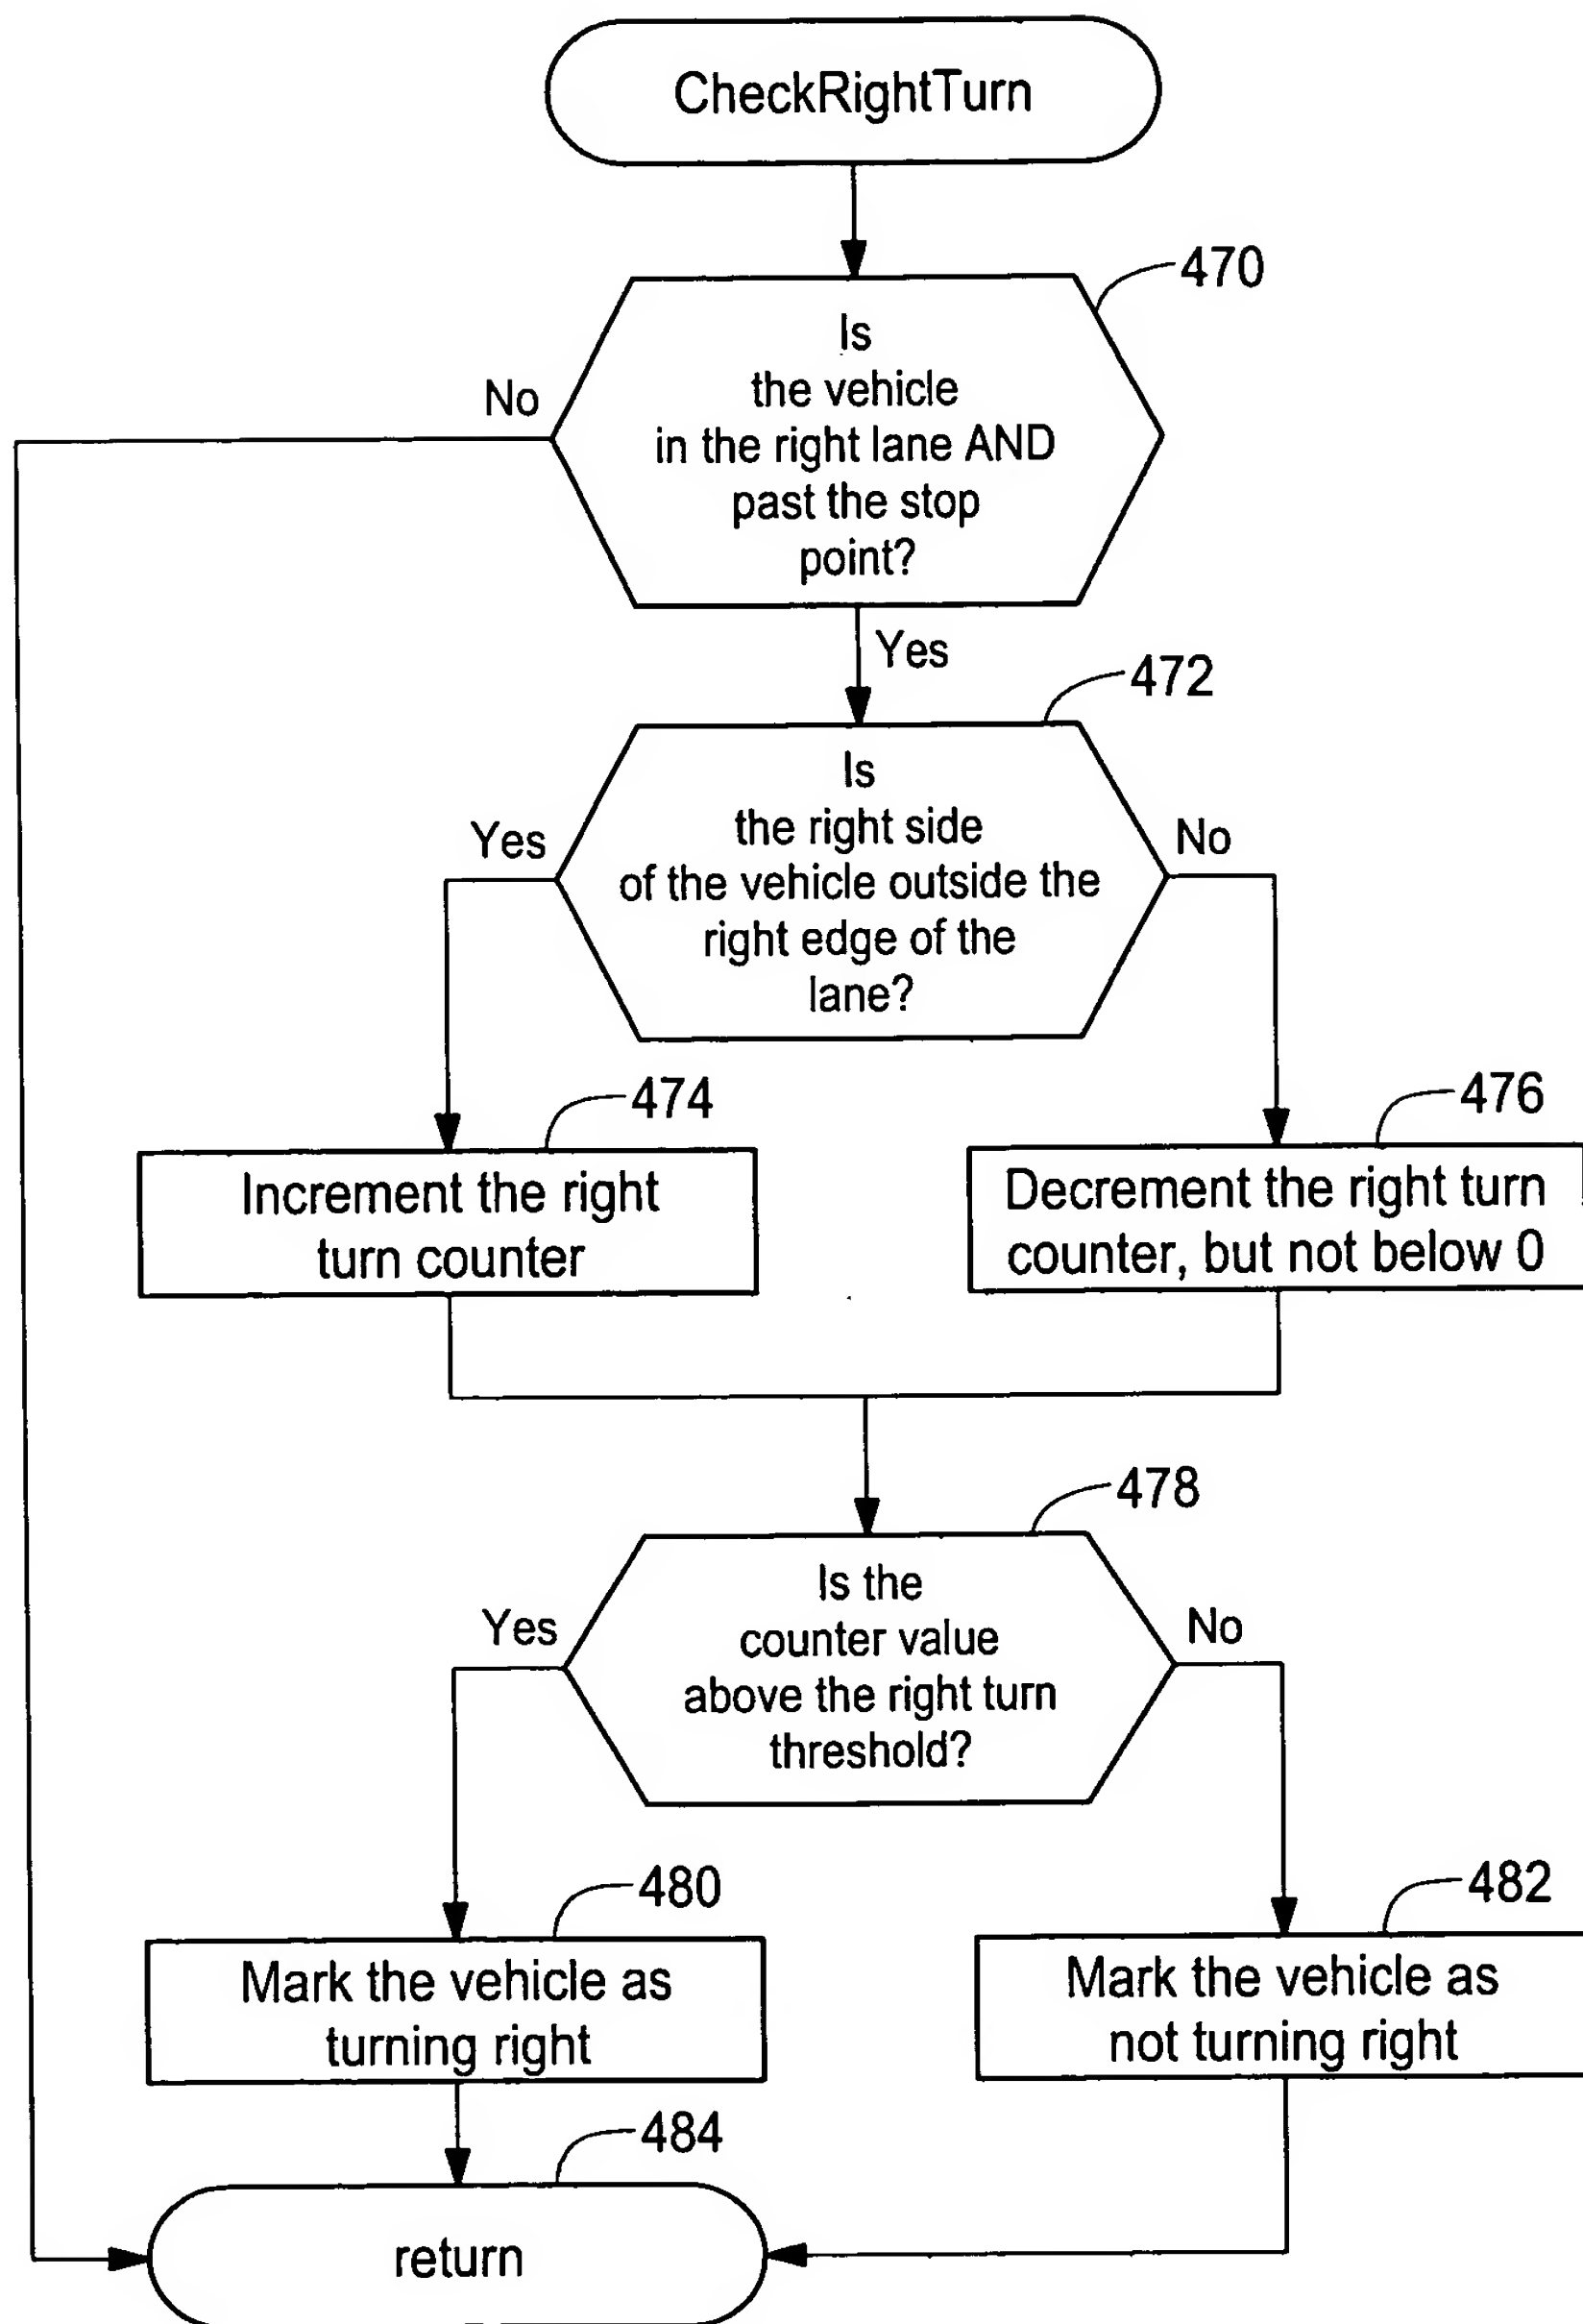 CheckRightTurn
470
Is
the vehicle
in the right lane AND
past the stop
point?
No
Yes
472
Is
the right side
of the vehicle outside the
right edge of the
lane?
Yes
No
474
Increment the right
turn counter
476
Decrement the right turn
counter, but not below 0
478
Is the
counter value
above the right turn
threshold?
Yes
No
480
Mark the vehicle as
turning right
482
Mark the vehicle as
not turning right
484
return